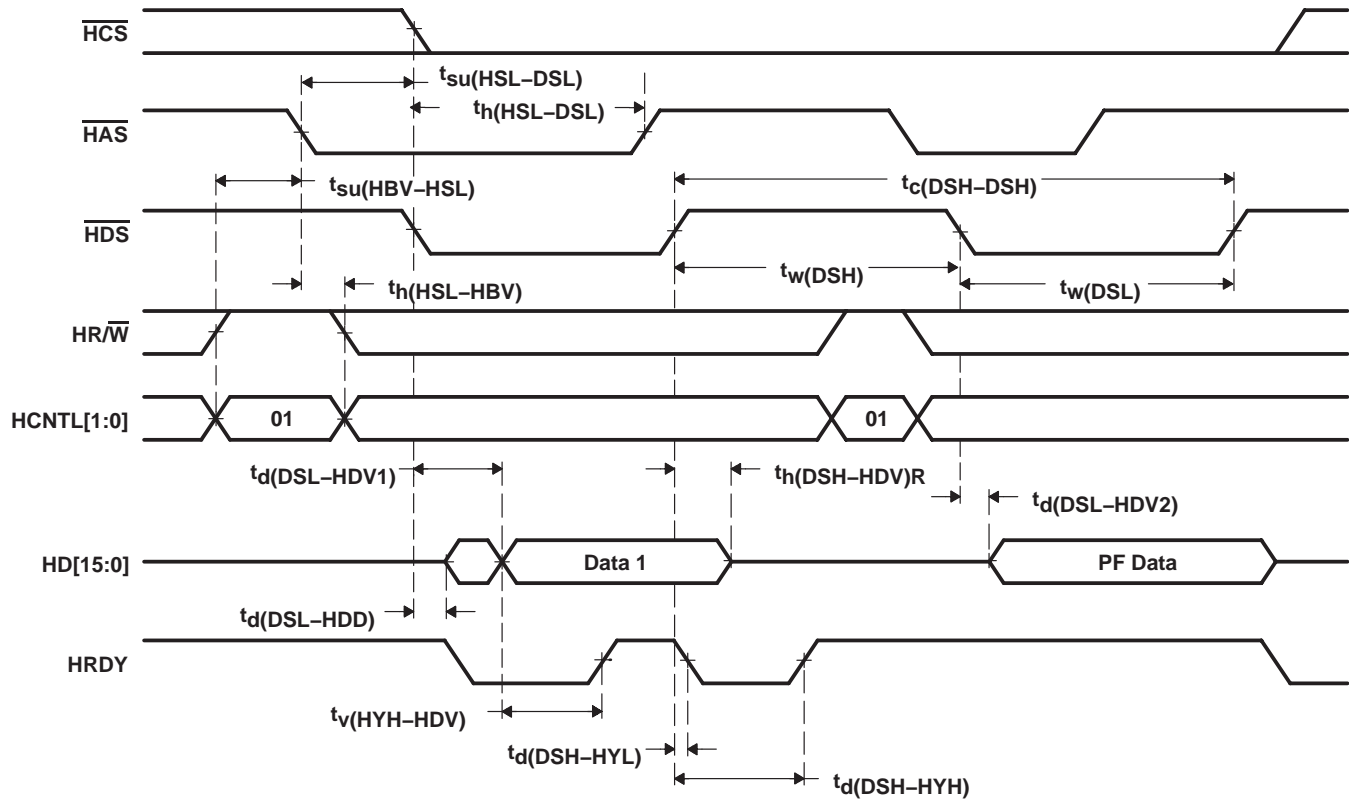 HCS
tsu(HSL–DSL)
th(HSL–DSL)
HAS
tsu(HBV–HSL)
tc(DSH–DSH)
HDS
tw(DSH)
th(HSL–HBV)
tw(DSL)
HR/W
HCNTL[1:0]
01
01
td(DSL–HDV1)
th(DSH–HDV)R
td(DSL–HDV2)
HD[15:0]
Data 1
PF Data
td(DSL–HDD)
HRDY
tv(HYH–HDV)
td(DSH–HYL)
td(DSH–HYH)